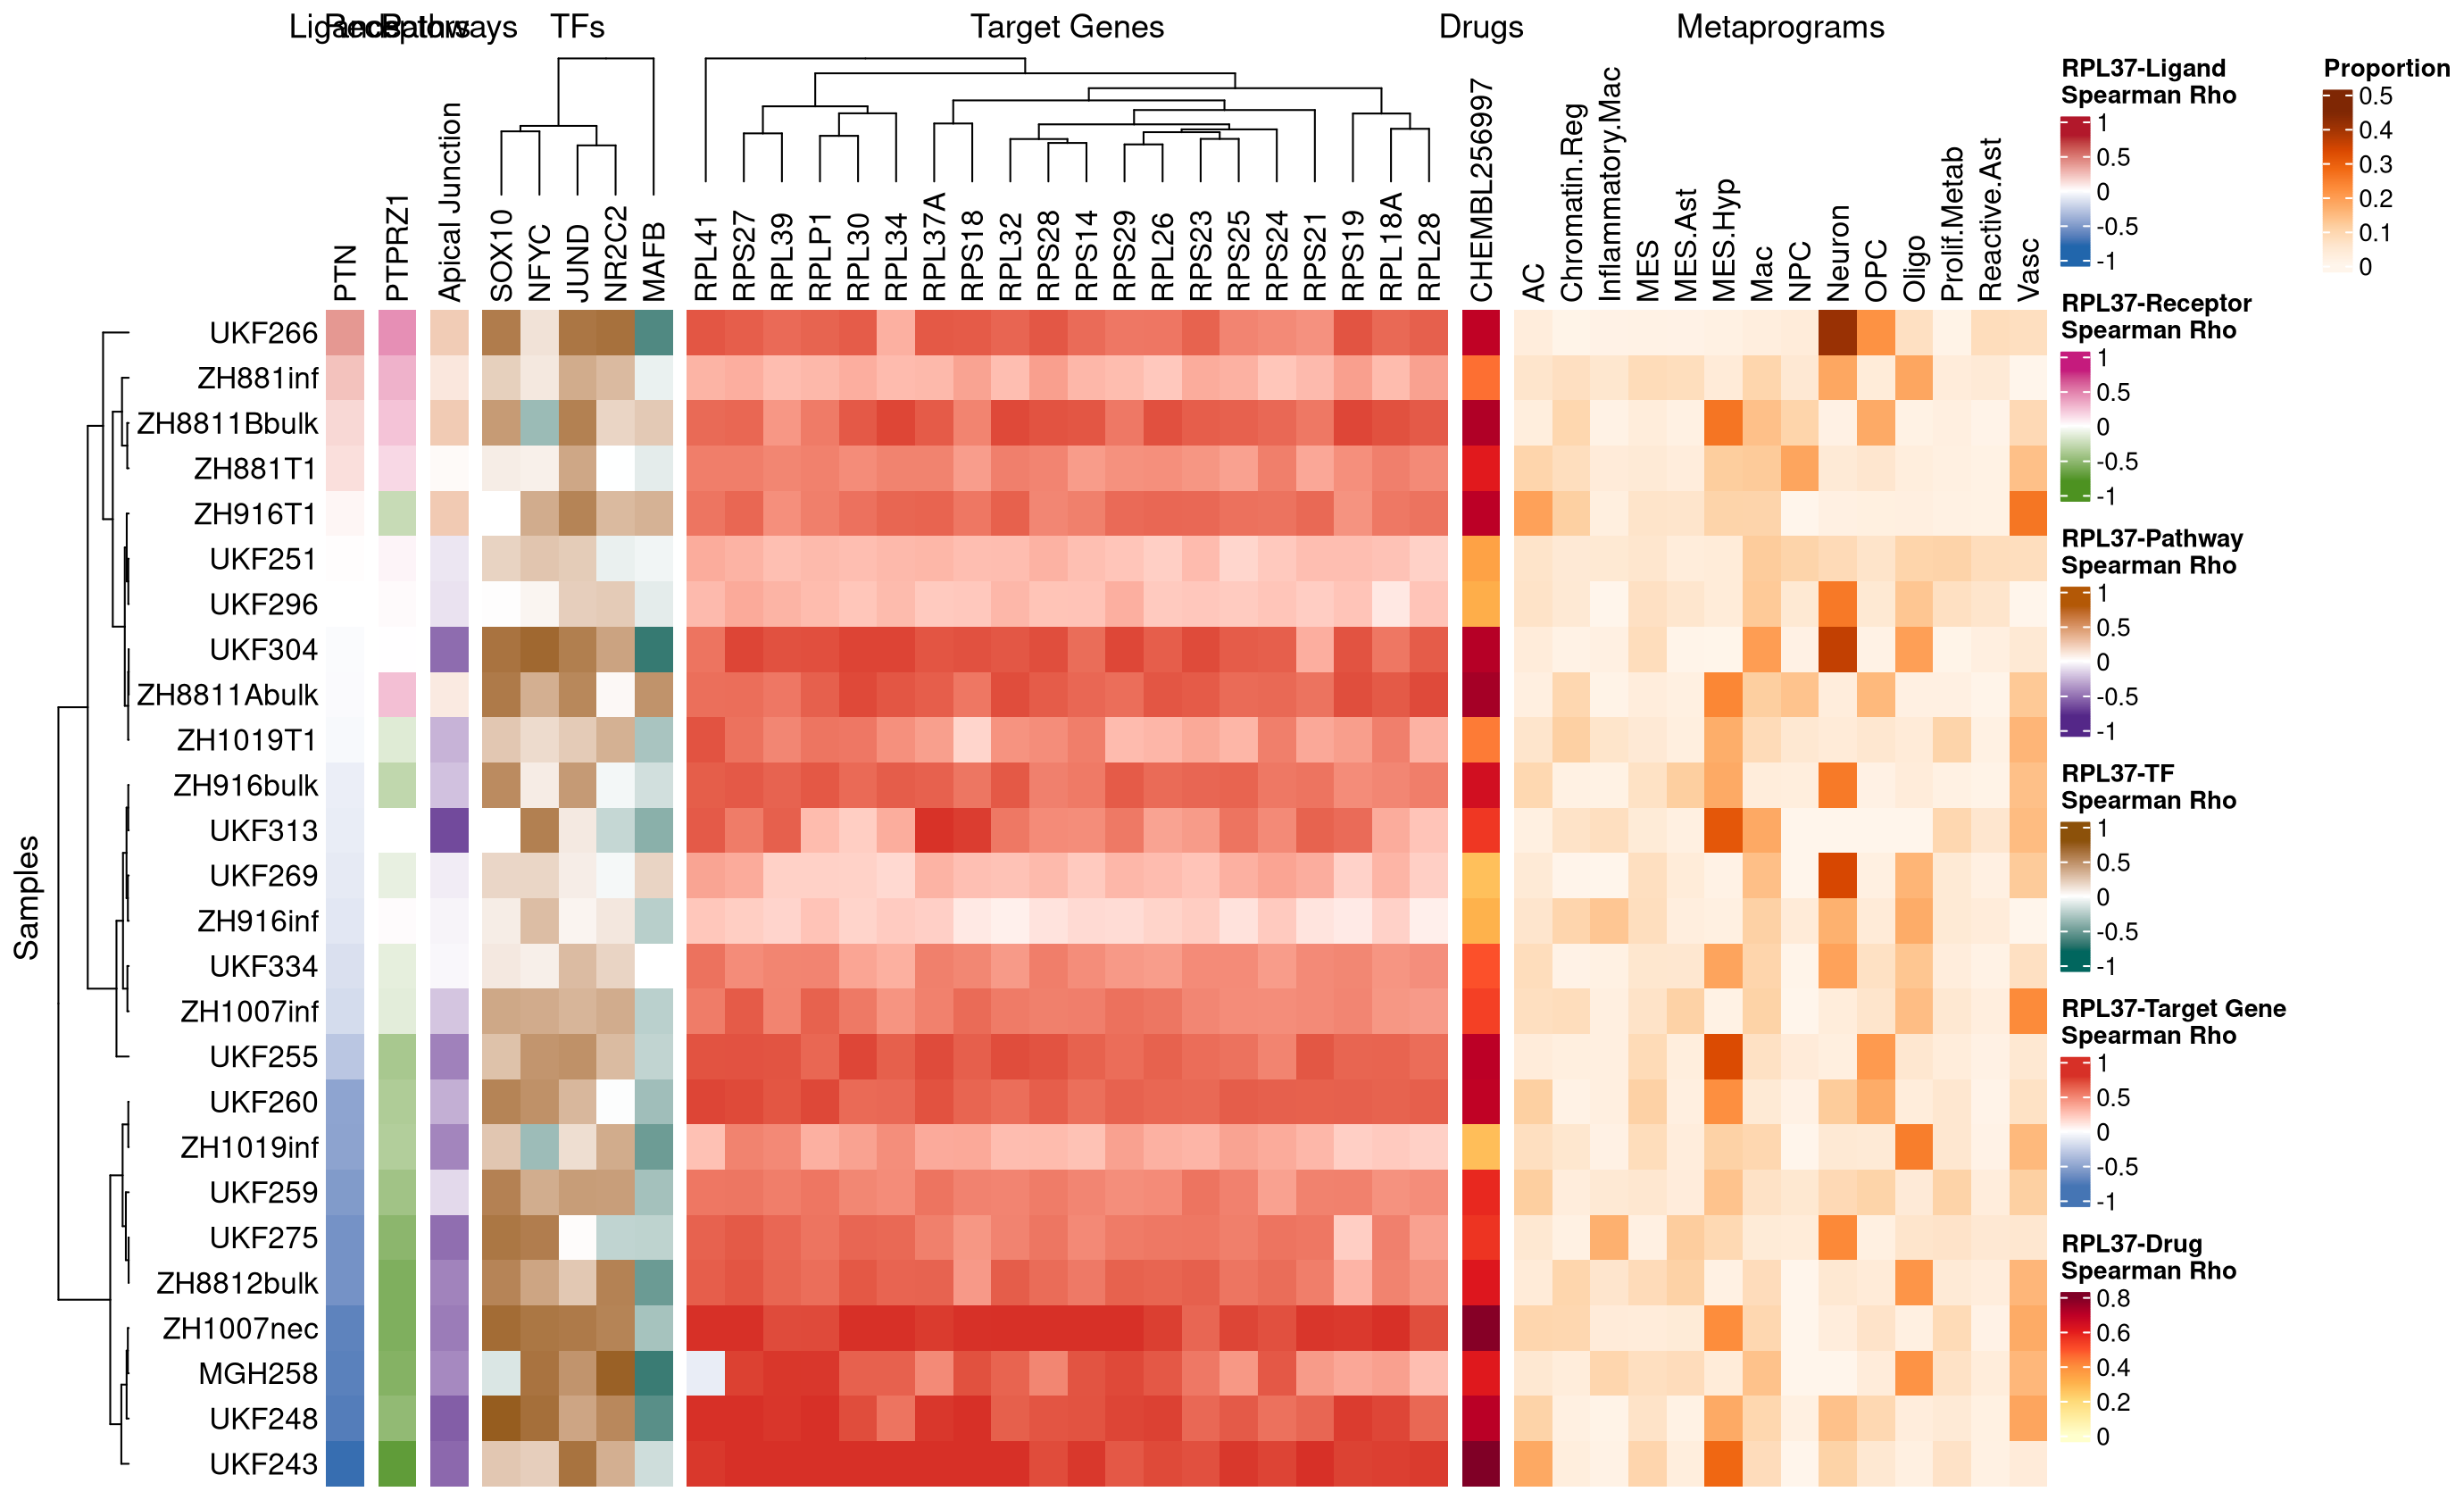 Ligands Receptors Pathways TFs Target Genes Drugs Metaprograms
PTN PTPRZ1 Apical Junction SOX10 NFYC JUND NR2C2 MAFB RPL41 RPS27 RPL39 RPLP1 RPL30 RPL34 RPL37A RPS18 RPL32 RPS28 RPS14 RPS29 RPL26 RPS23 RPS25 RPS24 RPS21 RPS19 RPL18A RPL28 CHEMBL256997 AC Chromatin.Reg Inflammatory.Mac MES MES.Ast MES.Hyp Mac NPC Neuron OPC Oligo Prolif.Metab Reactive.Ast Vasc
Samples
UKF266
ZH881inf
ZH8811Bbulk
ZH881T1
ZH916T1
UKF251
UKF296
UKF304
ZH8811Abulk
ZH1019T1
ZH916bulk
UKF313
UKF269
ZH916inf
UKF334
ZH1007inf
UKF255
UKF260
ZH1019inf
UKF259
UKF275
ZH8812bulk
ZH1007nec
MGH258
UKF248
UKF243
RPL37-Ligand
Spearman Rho
1
0.5
0
-0.5
-1
RPL37-Receptor
Spearman Rho
1
0.5
0
-0.5
-1
RPL37-Pathway
Spearman Rho
1
0.5
0
-0.5
-1
RPL37-TF
Spearman Rho
1
0.5
0
-0.5
-1
RPL37-Target Gene
Spearman Rho
1
0.5
0
-0.5
-1
RPL37-Drug
Spearman Rho
0.8
0.6
0.4
0.2
0
Proportion
0.5
0.4
0.3
0.2
0.1
0